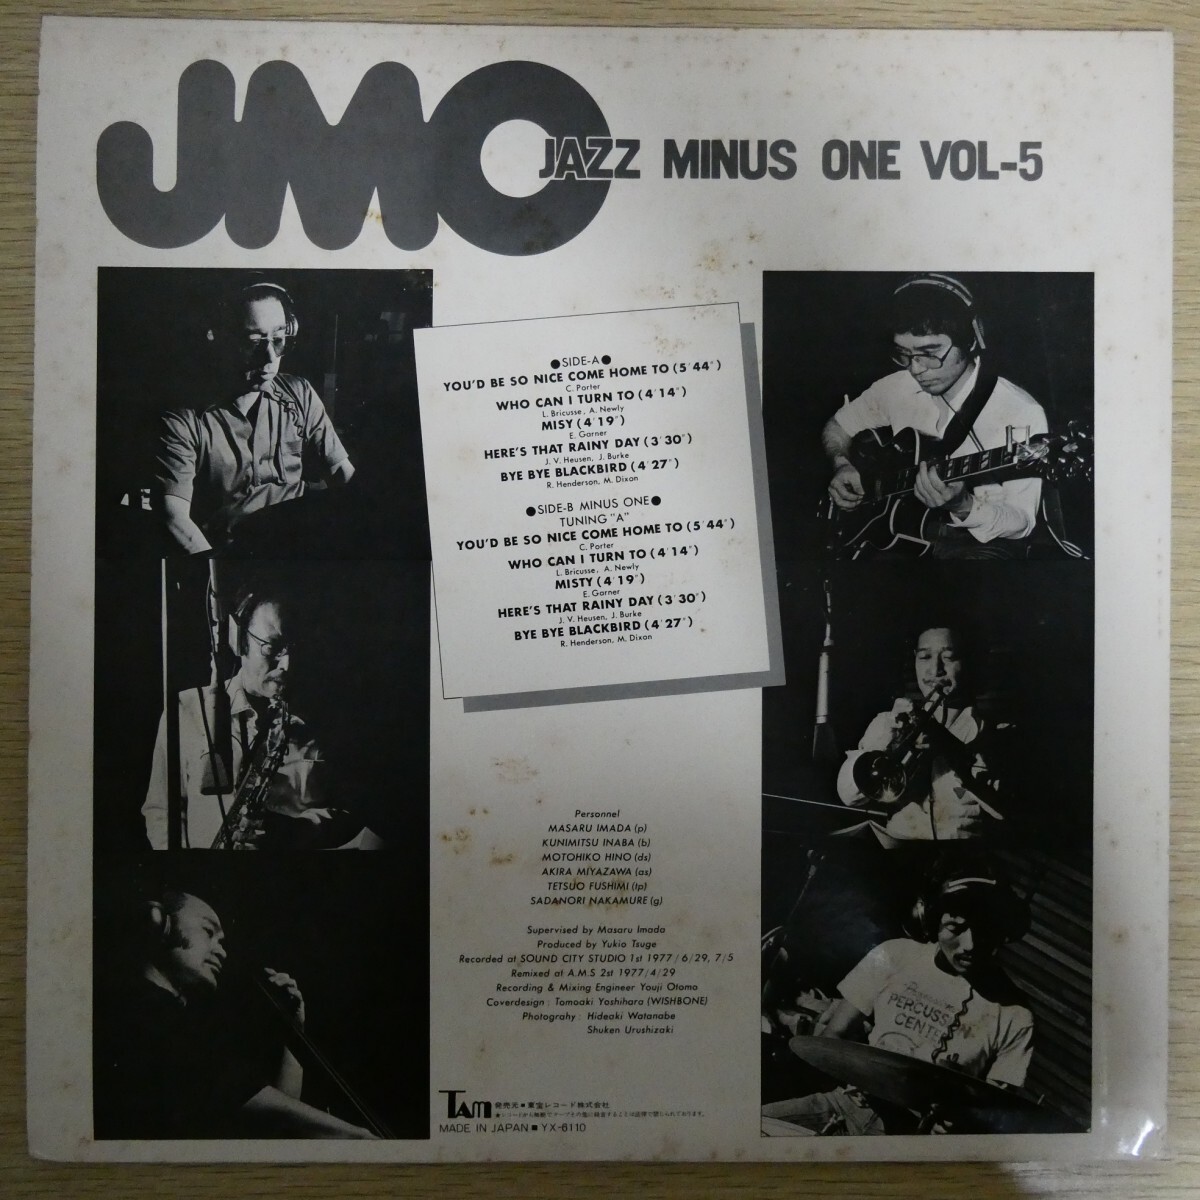 JMO
JAZZ MINUS ONE VOL-5
●SIDE-A●
YOU'D BE SO NICE COME HOME TO (5'44")
C. Porter
WHO CAN I TURN TO (4'14")
L. Bricusse, A. Newly
MISY (4'19")
E. Garner
HERE'S THAT RAINY DAY (3'30")
J. V. Heusen, J. Burke
BYE BYE BLACKBIRD (4'27")
R. Henderson, M. Dixon
●SIDE-B MINUS ONE●
TUNING "A"
YOU'D BE SO NICE COME HOME TO (5'44")
C. Porter
WHO CAN I TURN TO (4'14")
L. Bricusse, A. Newly
MISTY (4'19")
E. Garner
HERE'S THAT RAINY DAY (3'30")
J. V. Heusen, J. Burke
BYE BYE BLACKBIRD (4'27")
R. Henderson, M. Dixon
Personnel
MASARU IMADA (p)
KUNIMITSU INABA (b)
MOTOHIKO HINO (ds)
AKIRA MIYAZAWA (as)
TETSUO FUSHIMI (tp)
SADANORI NAKAMURE (g)
Supervised by Masaru Imada
Produced by Yukio Tsuge
Recorded at SOUND CITY STUDIO 1st 1977/6/29, 7/5
Remixed at A.M.S 2st 1977/4/29
Recording & Mixing Engineer Youji Otomo
Coverdesign : Tomoaki Yoshihara (WISHBONE)
Photograhy : Hideaki Watanabe
Shuken Urushizaki
PERCUSSION
CENTER
TAM 発売元■東宝レコード株式会社
MADE IN JAPAN ■ YX-6110